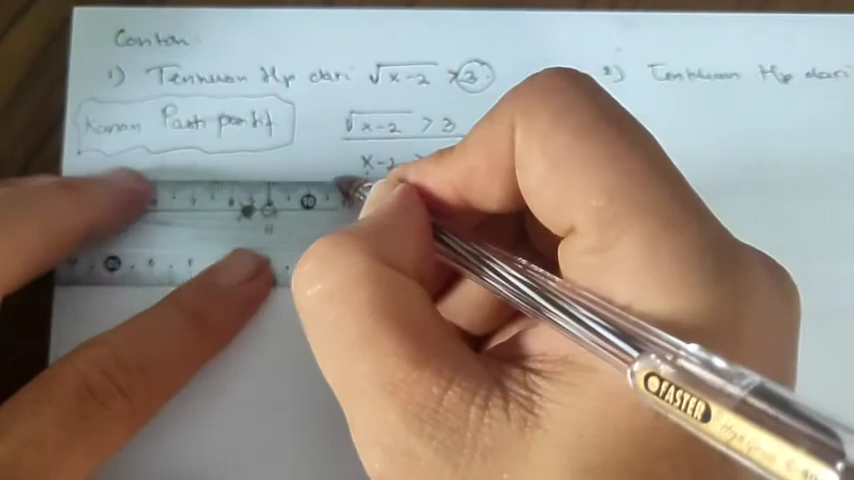 Contoh
1) Tentukan Hp dari √x-2 > 3
Kanan Pasti positif
√x-2 > 3
x-2
2) Tentukan Hp dari
FASTER